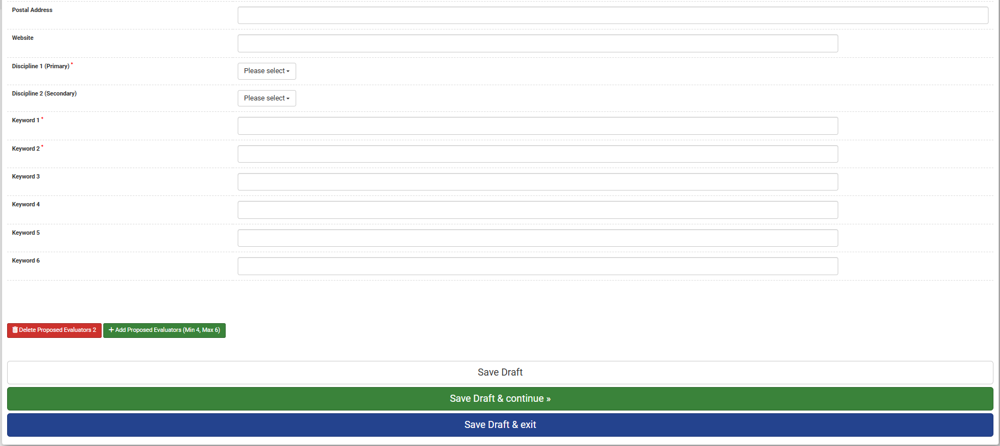 Postal Address
Website
Discipline 1 (Primary) *
Please select
Discipline 2 (Secondary)
Please select
Keyword 1 *
Keyword 2 *
Keyword 3
Keyword 4
Keyword 5
Keyword 6
Delete Proposed Evaluators 2
Add Proposed Evaluators (Min 4, Max 6)
Save Draft
Save Draft & continue »
Save Draft & exit